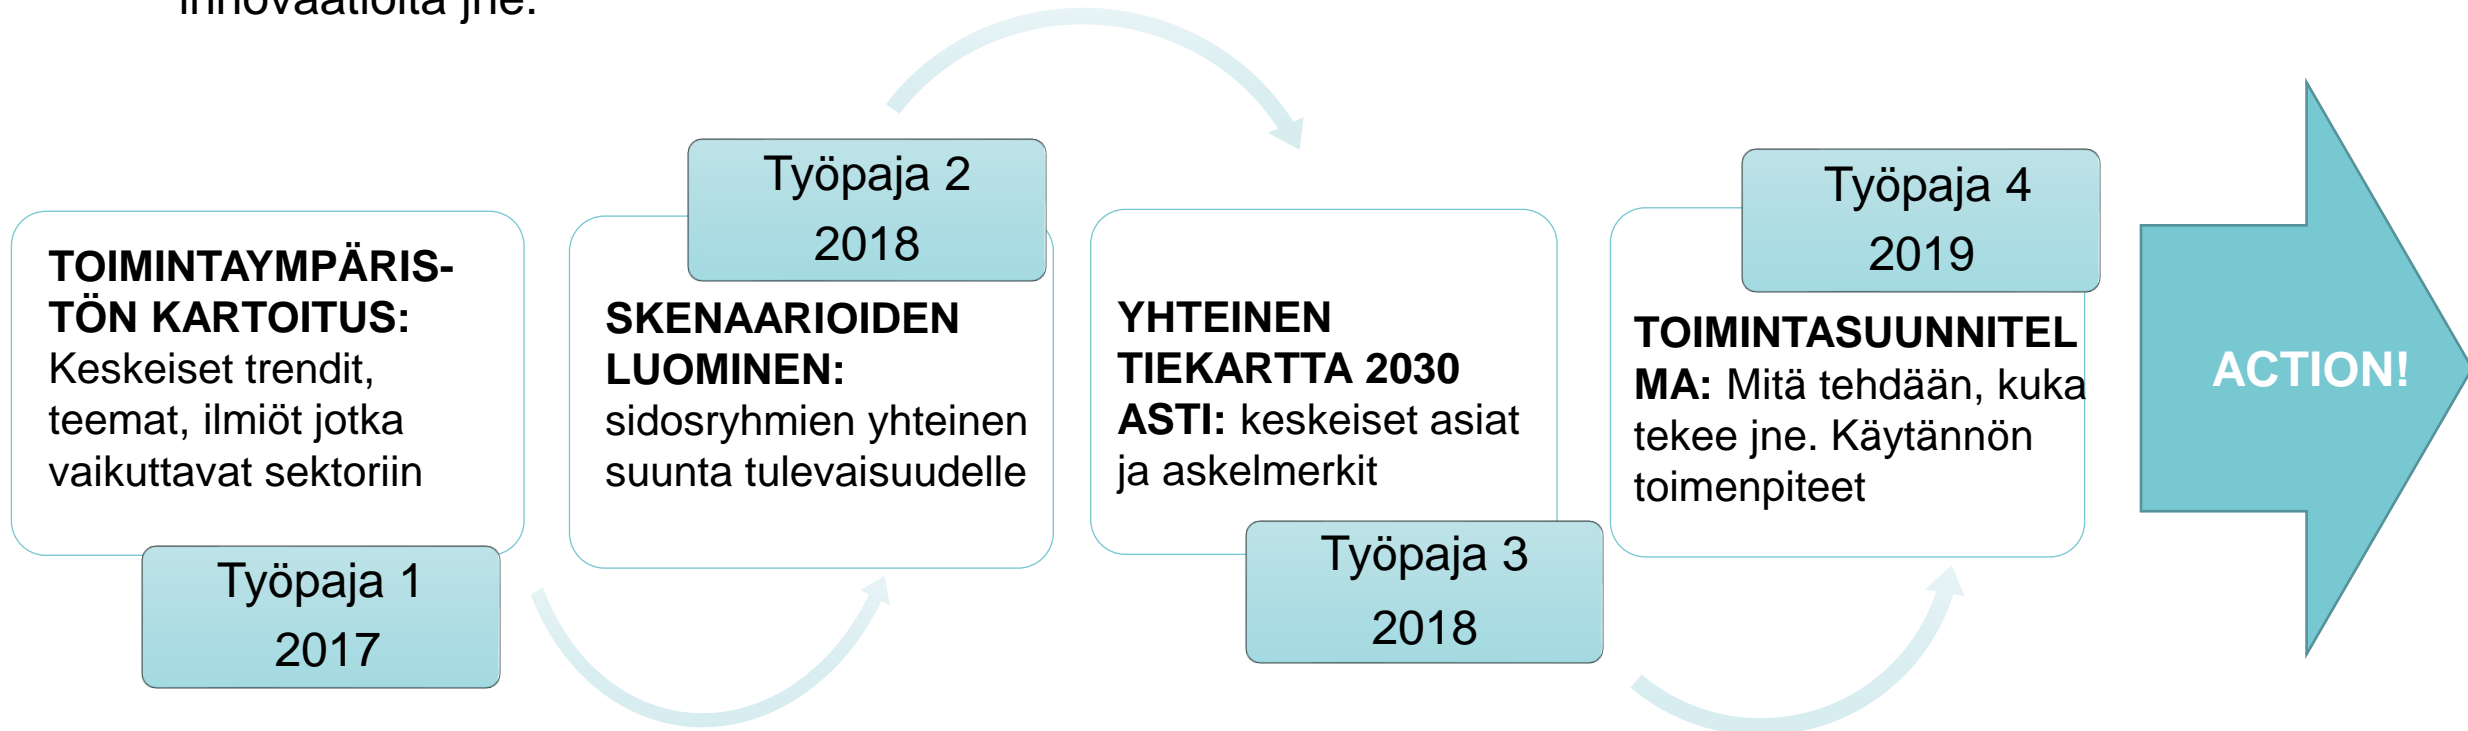 innovaatioita jne.
TOIMINTAYMPÄRIS-
TÖN KARTOITUS:
Keskeiset trendit,
teemat, ilmiöt jotka
vaikuttavat sektoriin
Työpaja 1
2017
Työpaja 2
2018
SKENAARIOIDEN
LUOMINEN:
sidosryhmien yhteinen
suunta tulevaisuudelle
YHTEINEN
TIEKARTTA 2030
ASTI: keskeiset asiat
ja askelmerkit
Työpaja 3
2018
Työpaja 4
2019
TOIMINTASUUNNITEL
MA: Mitä tehdään, kuka
tekee jne. Käytännön
toimenpiteet
ACTION!